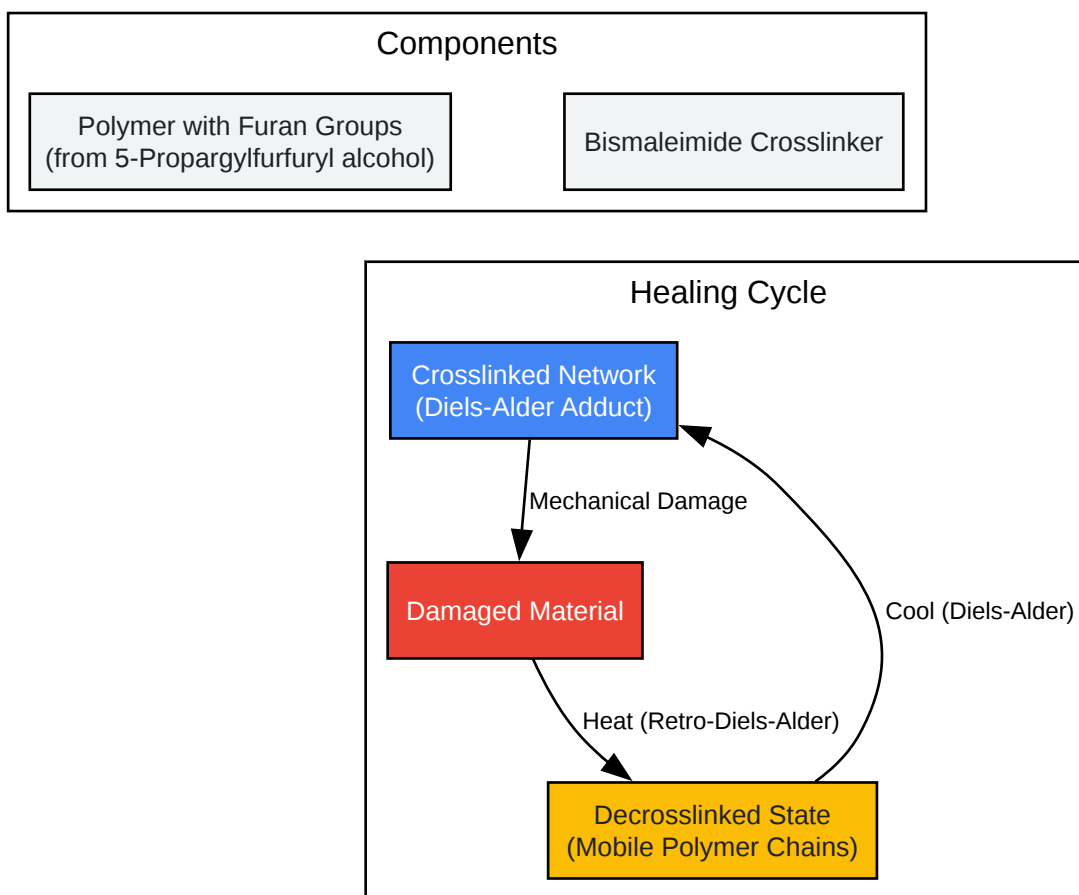 Components
Polymer with Furan Groups
(from 5-Propargylfurfuryl alcohol)
Bismaleimide Crosslinker
Healing Cycle
Crosslinked Network
(Diels-Alder Adduct)
Mechanical Damage
Damaged Material
Cool (Diels-Alder)
Heat (Retro-Diels-Alder)
Decrosslinked State
(Mobile Polymer Chains)